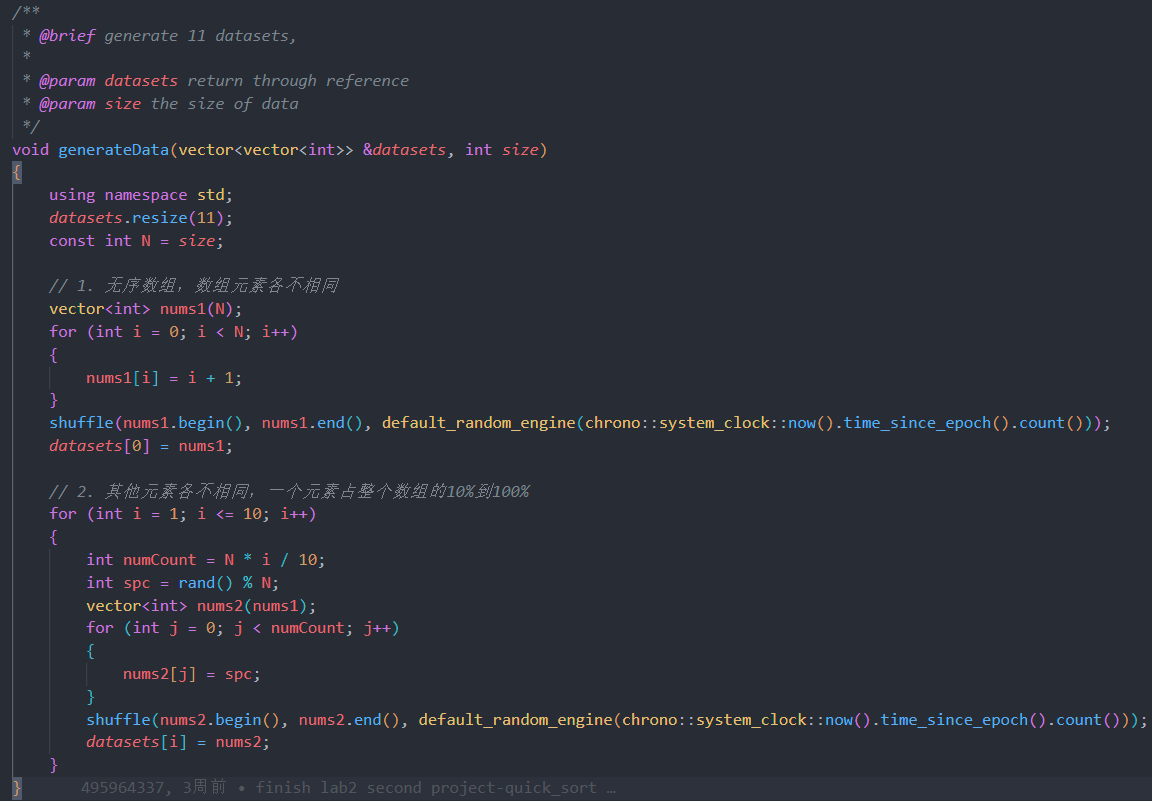 /**
 * @brief generate 11 datasets,
 *
 * @param datasets return through reference
 * @param size the size of data
 */
void generateData(vector<vector<int>> &datasets, int size)
{
    using namespace std;
    datasets.resize(11);
    const int N = size;

    // 1. 无序数组，数组元素各不相同
    vector<int> nums1(N);
    for (int i = 0; i < N; i++)
    {
        nums1[i] = i + 1;
    }
    shuffle(nums1.begin(), nums1.end(), default_random_engine(chrono::system_clock::now().time_since_epoch().count()));
    datasets[0] = nums1;

    // 2. 其他元素各不相同，一个元素占整个数组的10%到100%
    for (int i = 1; i <= 10; i++)
    {
        int numCount = N * i / 10;
        int spc = rand() % N;
        vector<int> nums2(nums1);
        for (int j = 0; j < numCount; j++)
        {
            nums2[j] = spc;
        }
        shuffle(nums2.begin(), nums2.end(), default_random_engine(chrono::system_clock::now().time_since_epoch().count()));
        datasets[i] = nums2;
    }
}      495964337, 3周前 • finish lab2 second project-quick_sort …